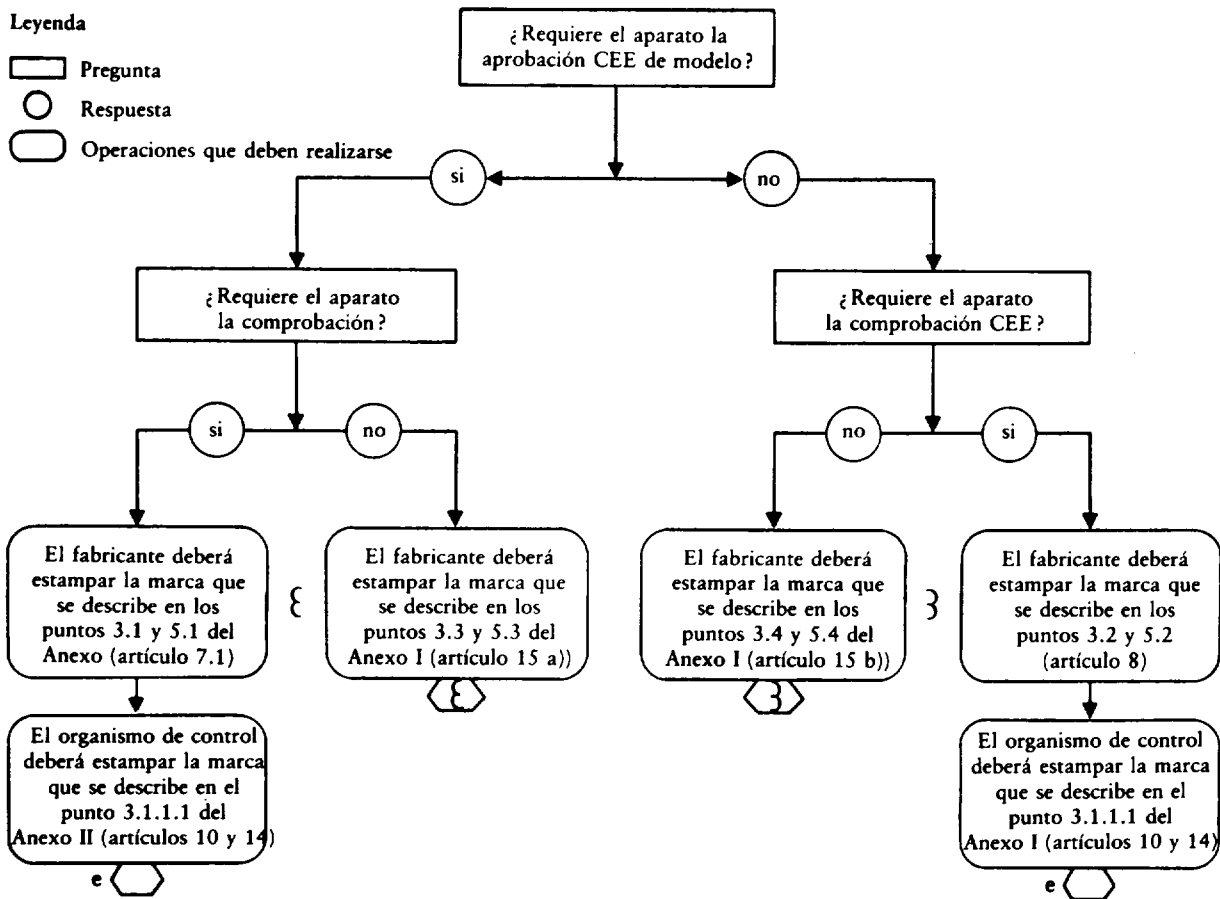 Leyenda
Pregunta
Respuesta
Operaciones que deben realizarse
¿Requiere el aparato la
aprobación CEE de modelo?
si
no
¿Requiere el aparato
la comprobación?
¿Requiere el aparato
la comprobación CEE?
si
no
no
si
El fabricante deberá
estampar la marca que
se describe en los
puntos 3.1 y 5.1 del
Anexo (artículo 7.1)
ε
El fabricante deberá
estampar la marca que
se describe en los
puntos 3.3 y 5.3 del
Anexo I (artículo 15 a))
ε
El fabricante deberá
estampar la marca que
se describe en los
puntos 3.4 y 5.4 del
Anexo I (artículo 15 b))
3
3
El fabricante deberá
estampar la marca que
se describe en los
puntos 3.2 y 5.2
(artículo 8)
El organismo de control
deberá estampar la marca
que se describe en el
punto 3.1.1.1 del
Anexo II (artículos 10 y 14)
e
El organismo de control
deberá estampar la marca
que se describe en el
punto 3.1.1.1 del
Anexo I (artículos 10 y 14)
e